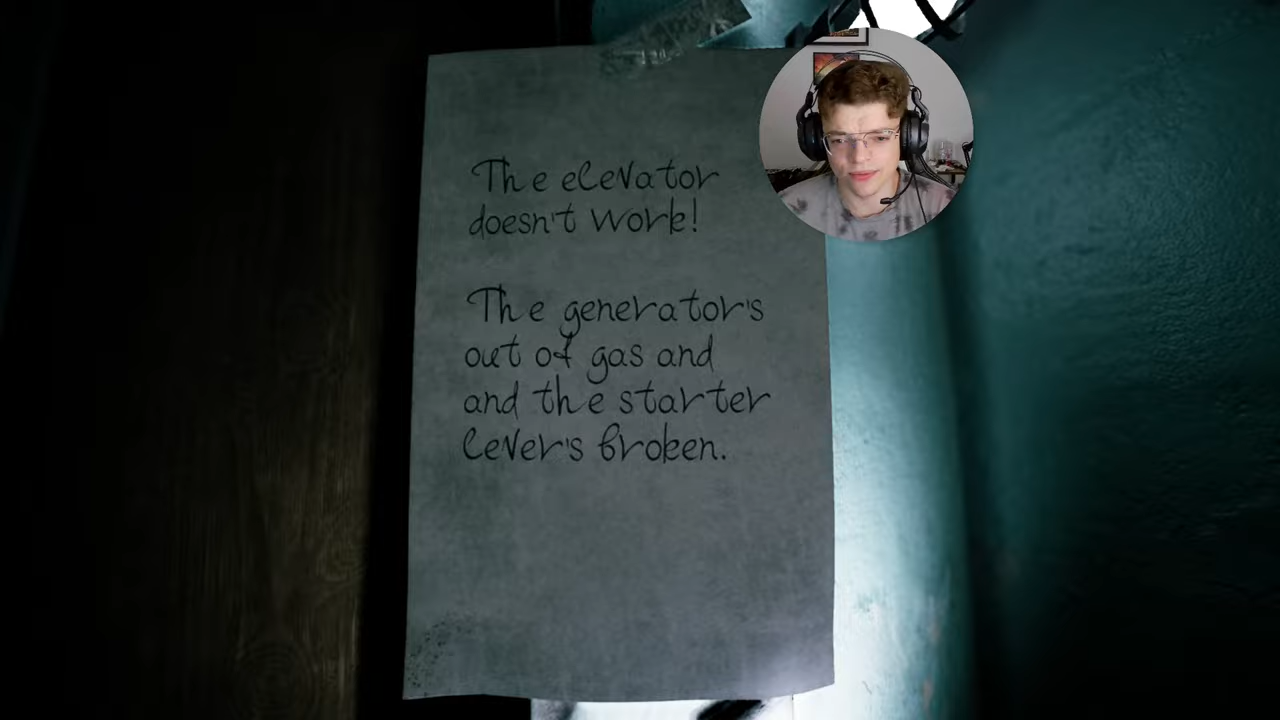 The elevator
doesn't work!
The generator's
out of gas and
and the starter
lever's broken.